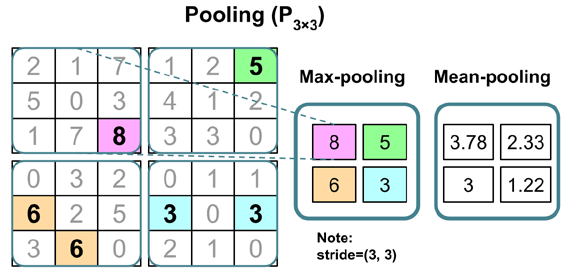 Pooling (P3×3)
2 1 7 1 2 5
5 0 3 4 1 2
1 7 8 3 3 0
0 3 2 0 1 1
6 2 5 3 0 3
3 6 0 2 1 0
Max-pooling
8 5
6 3
Note:
stride=(3, 3)
Mean-pooling
3.78 2.33
3 1.22